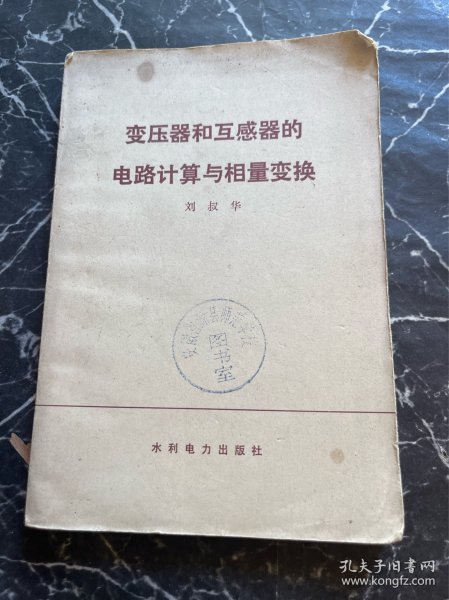 变压器和互感器的
电路计算与相量变换
刘叔华
图书室
水利电力出版社
孔夫子旧书网
www.kongfz.com